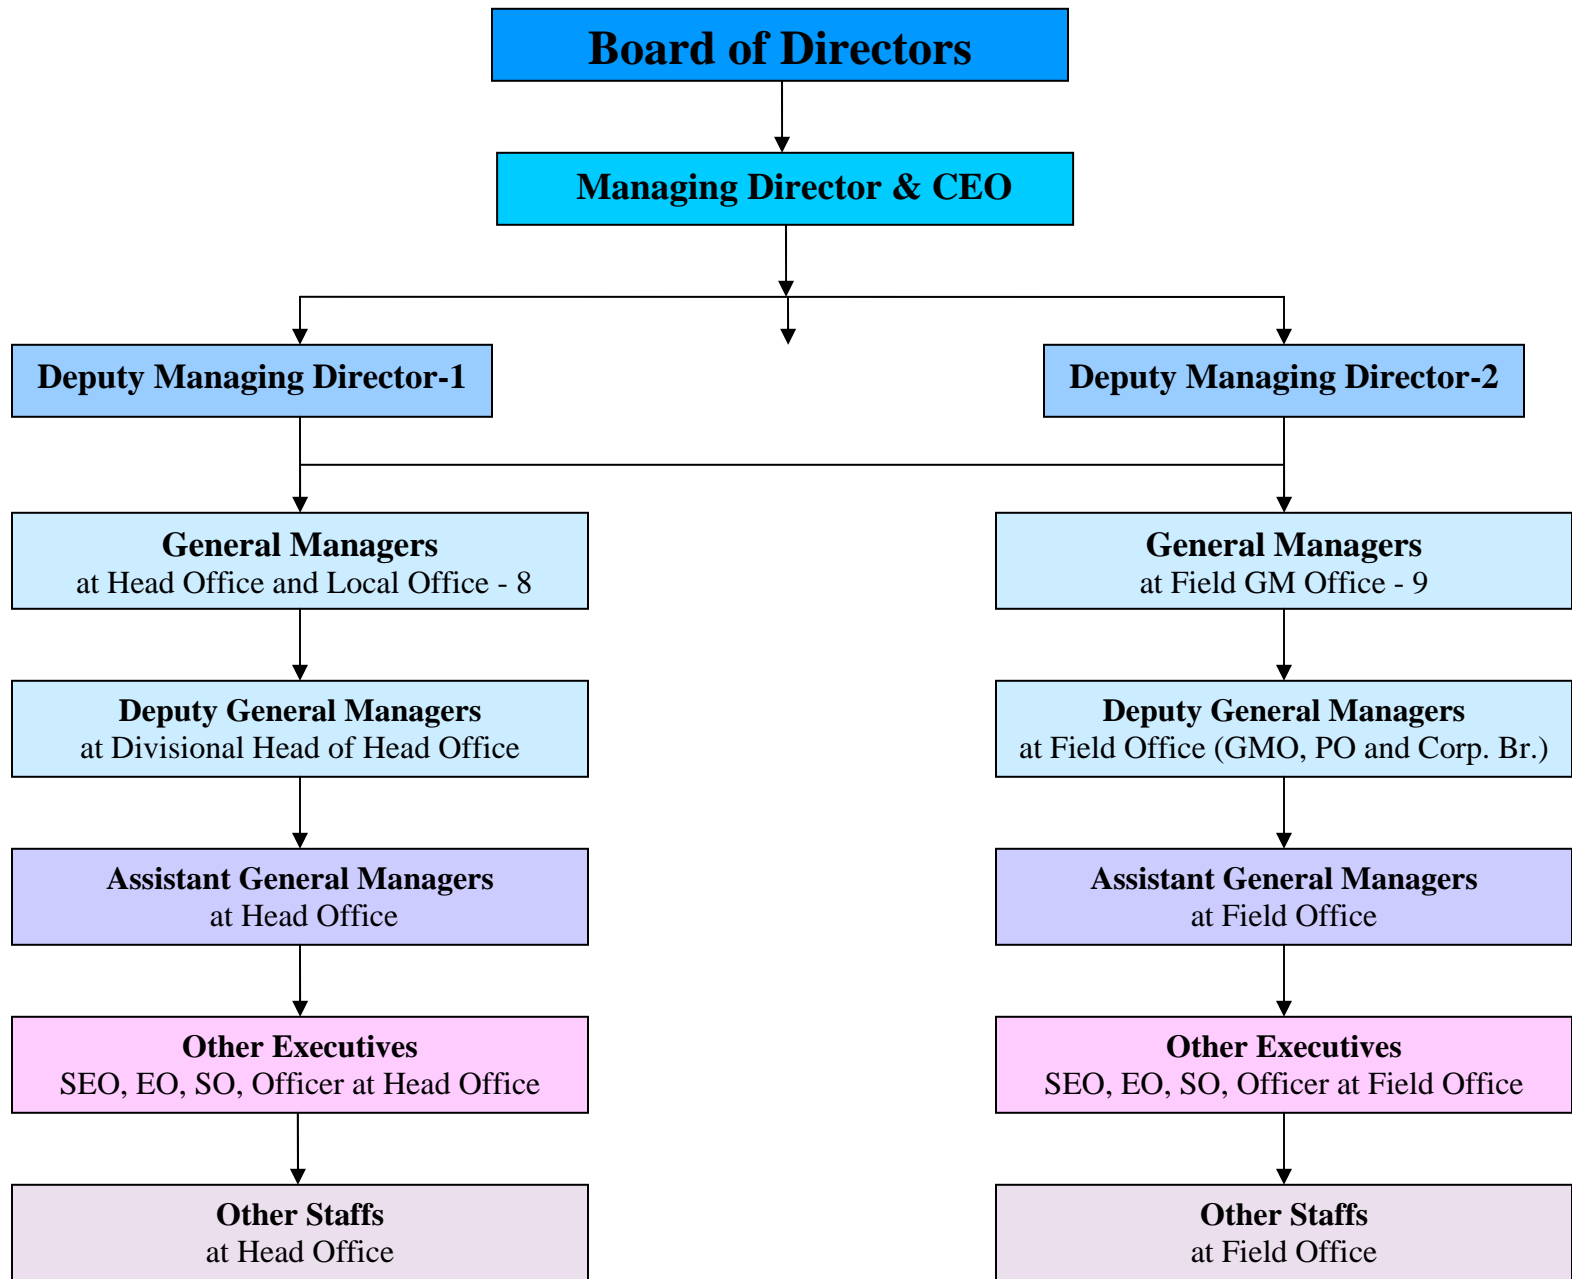 Board of Directors
Managing Director & CEO
Deputy Managing Director-1
Deputy Managing Director-2
General Managers
at Head Office and Local Office - 8
General Managers
at Field GM Office - 9
Deputy General Managers
at Divisional Head of Head Office
Deputy General Managers
at Field Office (GMO, PO and Corp. Br.)
Assistant General Managers
at Head Office
Assistant General Managers
at Field Office
Other Executives
SEO, EO, SO, Officer at Head Office
Other Executives
SEO, EO, SO, Officer at Field Office
Other Staffs
at Head Office
Other Staffs
at Field Office